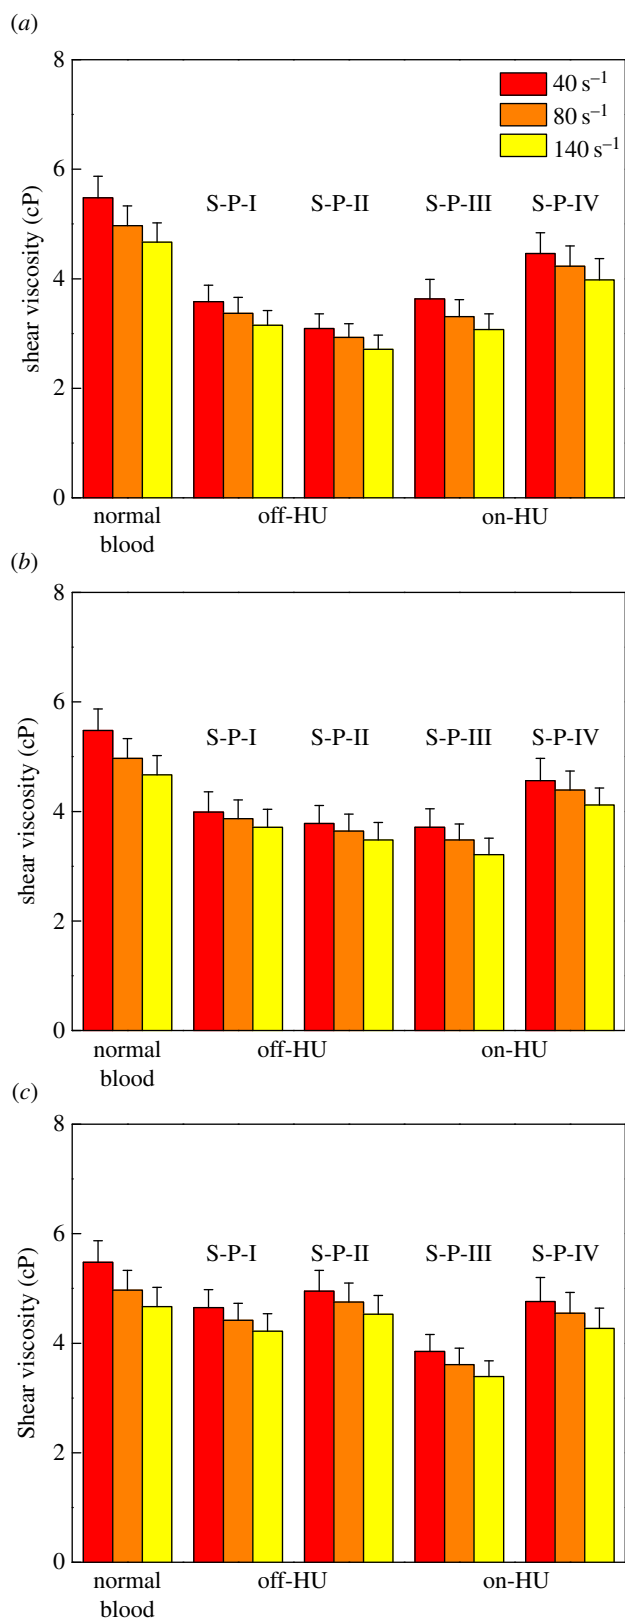 (a)
8
40 s⁻¹
80 s⁻¹
140 s⁻¹
6
S-P-I S-P-II S-P-III S-P-IV
shear viscosity (cP)
4
2
0
normal blood off-HU on-HU
(b)
8
6
S-P-I S-P-II S-P-III S-P-IV
shear viscosity (cP)
4
2
0
normal blood off-HU on-HU
(c)
8
6
S-P-I S-P-II S-P-III S-P-IV
Shear viscosity (cP)
4
2
0
normal blood off-HU on-HU